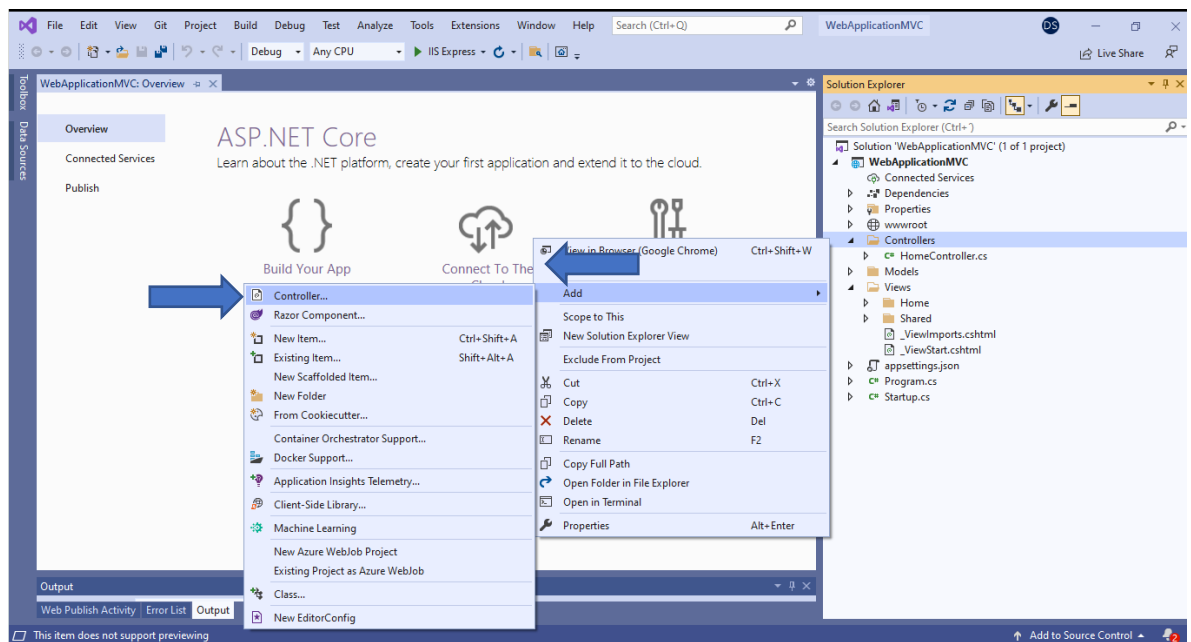 File Edit View Git Project Build Debug Test Analyze Tools Extensions Window Help Search (Ctrl+Q) WebApplicationMVC DS
Debug Any CPU IIS Express Live Share
Toolbox
Data Sources
WebApplicationMVC: Overview
Overview
Connected Services
Publish
ASP.NET Core
Learn about the .NET platform, create your first application and extend it to the cloud.
Build Your App
Connect To The
View in Browser (Google Chrome) Ctrl+Shift+W
Add
Scope to This
New Solution Explorer View
Exclude From Project
Cut Ctrl+X
Copy Ctrl+C
Delete Del
Rename F2
Copy Full Path
Open Folder in File Explorer
Open in Terminal
Properties Alt+Enter
Controller...
Razor Component...
New Item... Ctrl+Shift+A
Existing Item... Shift+Alt+A
New Scaffolded Item...
New Folder
From Cookiecutter...
Container Orchestrator Support...
Docker Support...
Application Insights Telemetry...
Client-Side Library...
Machine Learning
New Azure WebJob Project
Existing Project as Azure WebJob
Class...
New EditorConfig
Solution Explorer
Search Solution Explorer (Ctrl+¨)
Solution 'WebApplicationMVC' (1 of 1 project)
WebApplicationMVC
Connected Services
Dependencies
Properties
wwwroot
Controllers
C# HomeController.cs
Models
Views
Home
Shared
_ViewImports.cshtml
_ViewStart.cshtml
appsettings.json
C# Program.cs
C# Startup.cs
Output
Web Publish Activity Error List Output
This item does not support previewing Add to Source Control 2